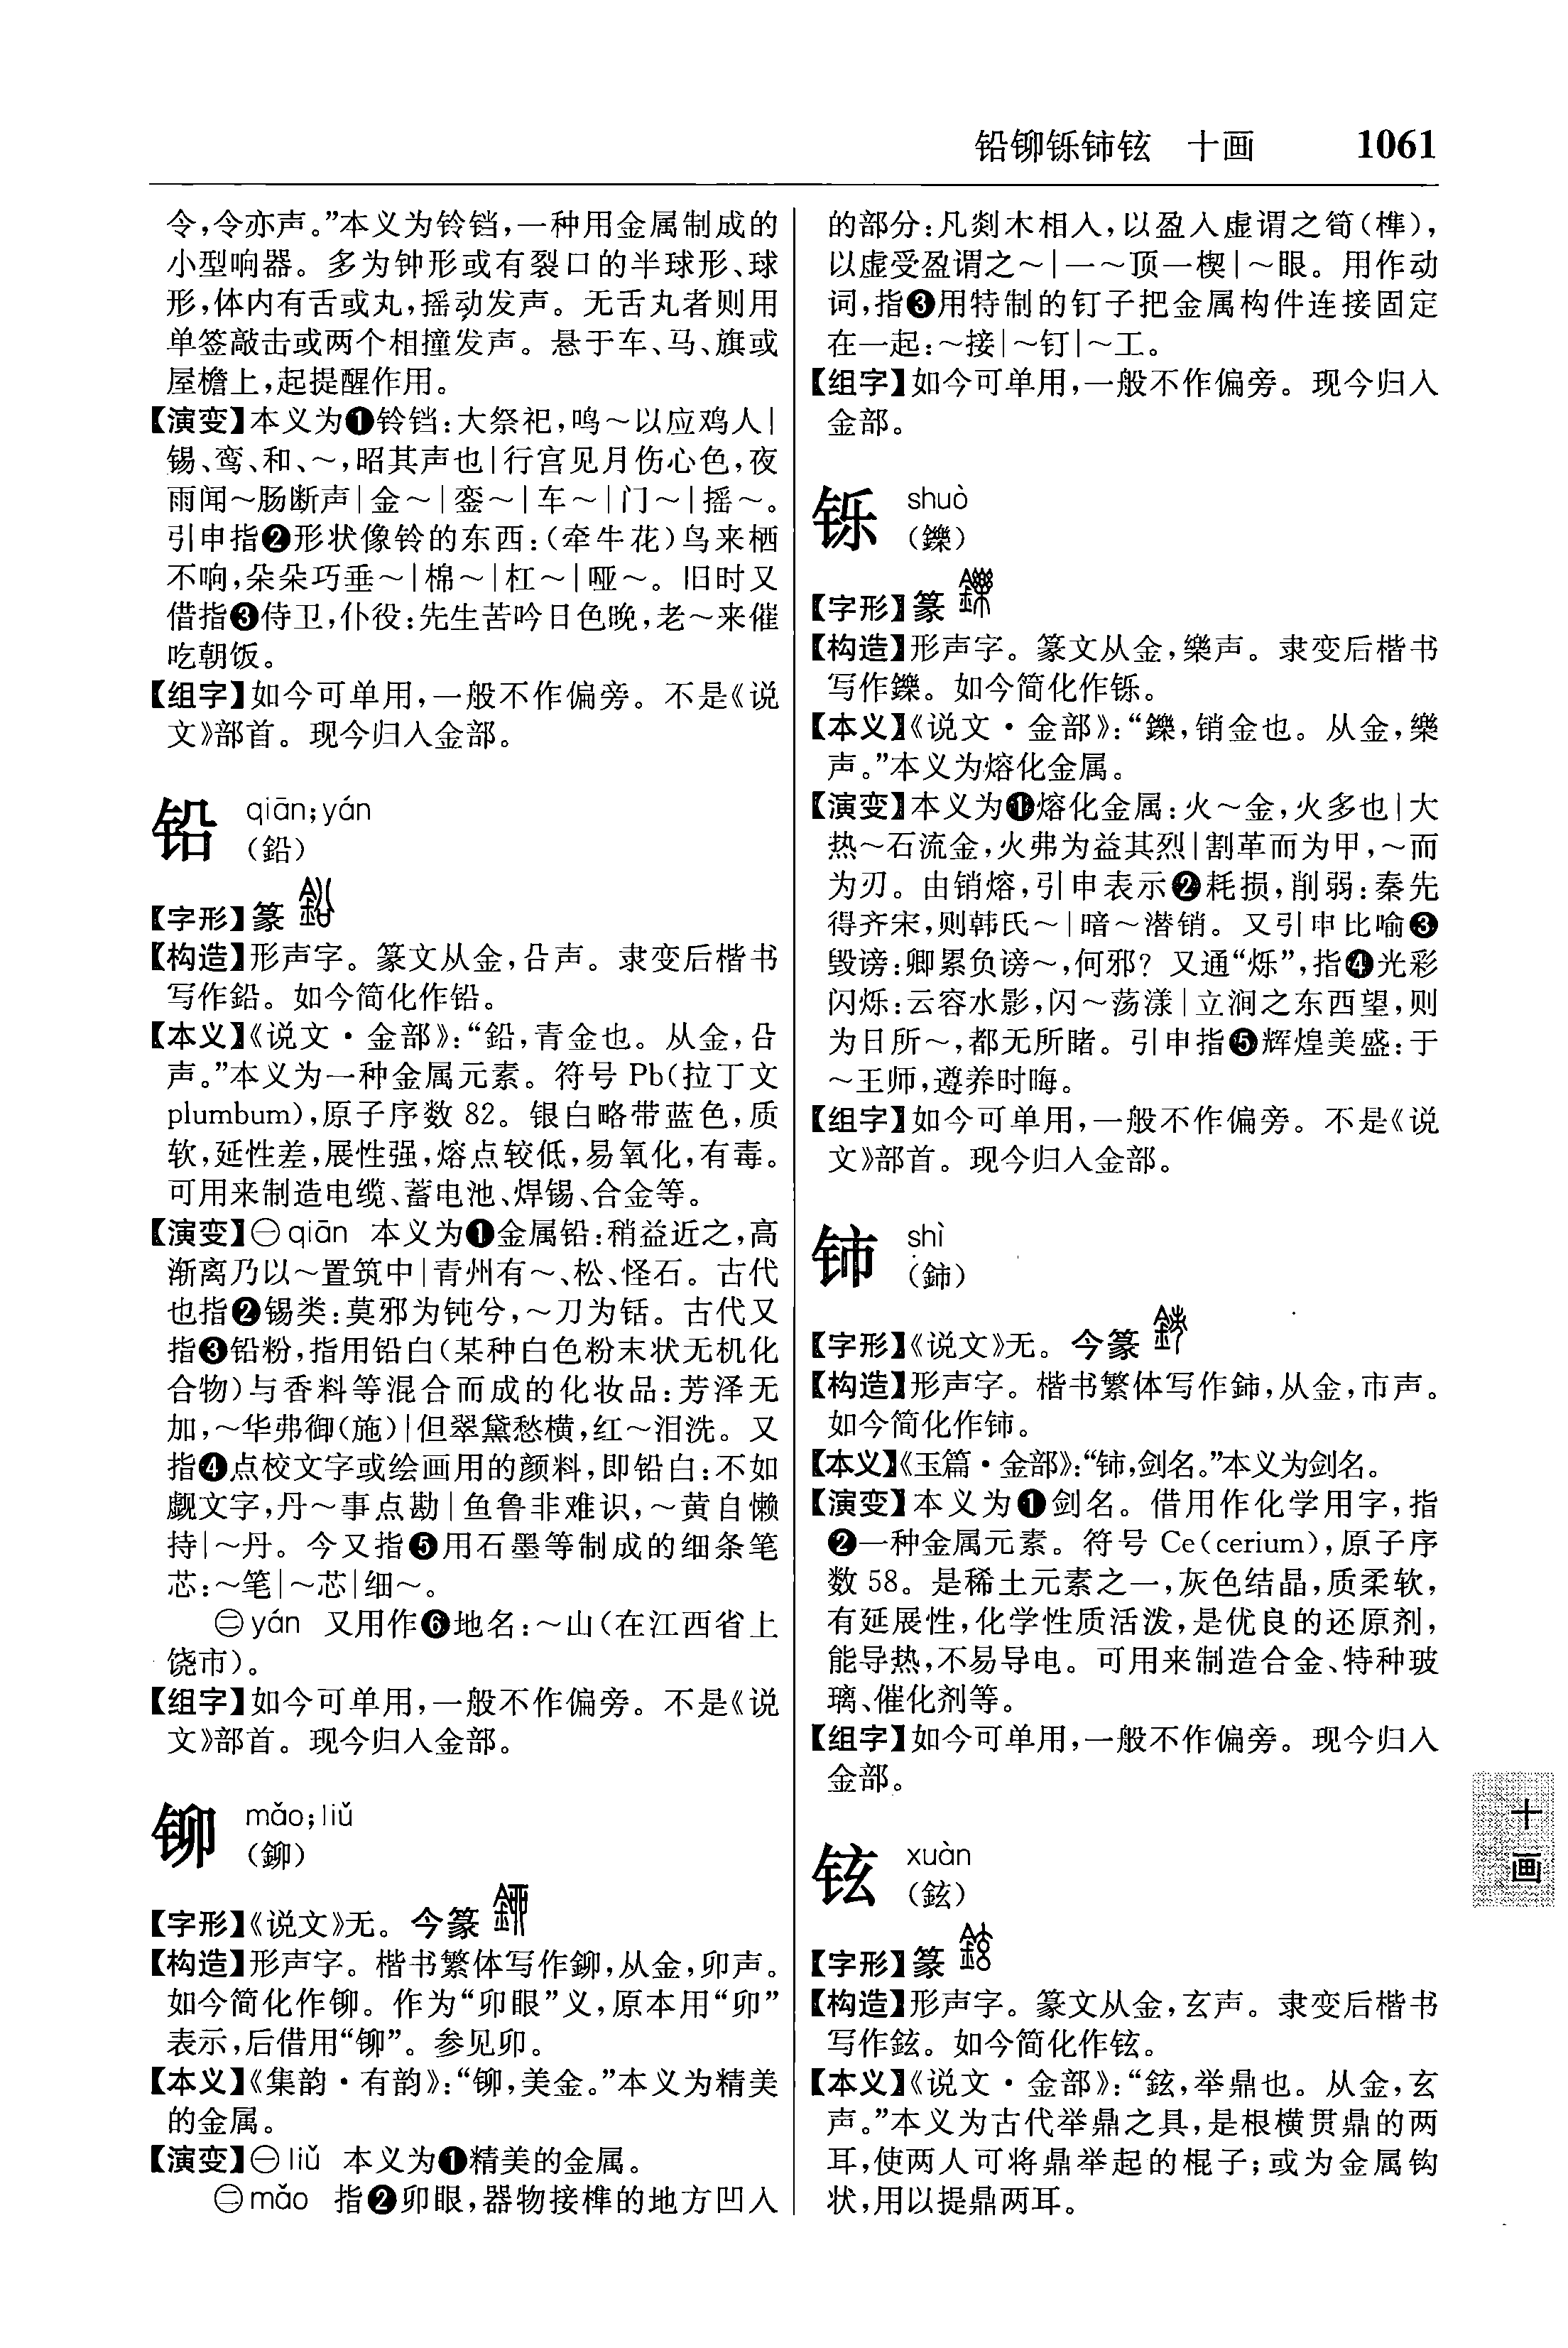 铅铆铄铈铉 十画 1061
令,令亦声。”本义为铃铛,一种用金属制成的
小型响器。多为钟形或有裂口的半球形、球
形,体内有舌或丸,摇动发声。无舌丸者则用
单签敲击或两个相撞发声。悬于车、马、旗或
屋檐上,起提醒作用。
【演变】本义为❶铃铛:大祭祀,鸣～以应鸡人|
锡、鸾、和、～,昭其声也|行宫见月伤心色,夜
雨闻～肠断声|金～|銮～|车～|门～|摇～。
引申指❷形状像铃的东西:(牵牛花)鸟来栖
不响,朵朵巧垂～|棉～|杠～|哑～。旧时又
借指❸侍卫,仆役:先生苦吟日色晚,老～来催
吃朝饭。
【组字】如今可单用,一般不作偏旁。不是《说
文》部首。现今归入金部。
铅 qiān;yán
(鉛)
【字形】篆
【构造】形声字。篆文从金,㕣声。隶变后楷书
写作鉛。如今简化作铅。
【本义】《说文·金部》:“鉛,青金也。从金,㕣
声。”本义为一种金属元素。符号 Pb(拉丁文
plumbum),原子序数 82。银白略带蓝色,质
软,延性差,展性强,熔点较低,易氧化,有毒。
可用来制造电缆、蓄电池、焊锡、合金等。
【演变】㊀qiān 本义为❶金属铅:稍益近之,高
渐离乃以～置筑中|青州有～、松、怪石。古代
也指❷锡类:莫邪为钝兮,～刀为铦。古代又
指❸铅粉,指用铅白(某种白色粉末状无机化
合物)与香料等混合而成的化妆品:芳泽无
加,～华弗御(施)|但翠黛愁横,红～泪洗。又
指❹点校文字或绘画用的颜料,即铅白:不如
觑文字,丹～事点勘|鱼鲁非难识,～黄自懒
持|～丹。今又指❺用石墨等制成的细条笔
芯:～笔|～芯|细～。
㊁yán 又用作❻地名:～山(在江西省上
饶市)。
【组字】如今可单用,一般不作偏旁。不是《说
文》部首。现今归入金部。
铆 mǎo;liǔ
(鉚)
【字形】《说文》无。今篆
【构造】形声字。楷书繁体写作鉚,从金,卯声。
如今简化作铆。作为“卯眼”义,原本用“卯”
表示,后借用“铆”。参见卯。
【本义】《集韵·有韵》:“铆,美金。”本义为精美
的金属。
【演变】㊀liǔ 本义为❶精美的金属。
㊁mǎo 指❷卯眼,器物接榫的地方凹入
的部分:凡剡木相入,以盈入虚谓之筍(榫),
以虚受盈谓之～|一～顶一楔|～眼。用作动
词,指❸用特制的钉子把金属构件连接固定
在一起:～接|～钉|～工。
【组字】如今可单用,一般不作偏旁。现今归入
金部。
铄 shuò
(鑠)
【字形】篆
【构造】形声字。篆文从金,樂声。隶变后楷书
写作鑠。如今简化作铄。
【本义】《说文·金部》:“鑠,销金也。从金,樂
声。”本义为熔化金属。
【演变】本义为❶熔化金属:火～金,火多也|大
热～石流金,火弗为益其烈|割革而为甲,～而
为刃。由销熔,引申表示❷耗损,削弱:秦先
得齐宋,则韩氏～|暗～潜销。又引申比喻❸
毁谤:卿累负谤～,何邪?又通“烁”,指❹光彩
闪烁:云容水影,闪～荡漾|立涧之东西望,则
为日所～,都无所睹。引申指❺辉煌美盛:于
～王师,遵养时晦。
【组字】如今可单用,一般不作偏旁。不是《说
文》部首。现今归入金部。
铈 shì
(鈰)
【字形】《说文》无。今篆
【构造】形声字。楷书繁体写作鈰,从金,市声。
如今简化作铈。
【本义】《玉篇·金部》:“铈,剑名。”本义为剑名。
【演变】本义为❶剑名。借用作化学用字,指
❷一种金属元素。符号 Ce(cerium),原子序
数 58。是稀土元素之一,灰色结晶,质柔软,
有延展性,化学性质活泼,是优良的还原剂,
能导热,不易导电。可用来制造合金、特种玻
璃、催化剂等。
【组字】如今可单用,一般不作偏旁。现今归入
金部。
铉 xuàn
(鉉)
【字形】篆
【构造】形声字。篆文从金,玄声。隶变后楷书
写作鉉。如今简化作铉。
【本义】《说文·金部》:“鉉,举鼎也。从金,玄
声。”本义为古代举鼎之具,是根横贯鼎的两
耳,使两人可将鼎举起的棍子;或为金属钩
状,用以提鼎两耳。
十画